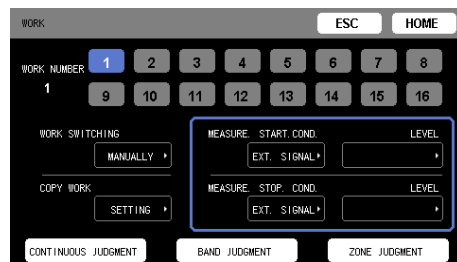 WORK ESC HOME
WORK NUMBER 1 2 3 4 5 6 7 8
1 9 10 11 12 13 14 15 16
WORK SWITCHING MEASURE. START.COND. LEVEL
MANUALLY EXT. SIGNAL
COPY WORK MEASURE. STOP. COND. LEVEL
SETTING EXT. SIGNAL
CONTINUOUS JUDGMENT BAND JUDGMENT ZONE JUDGMENT